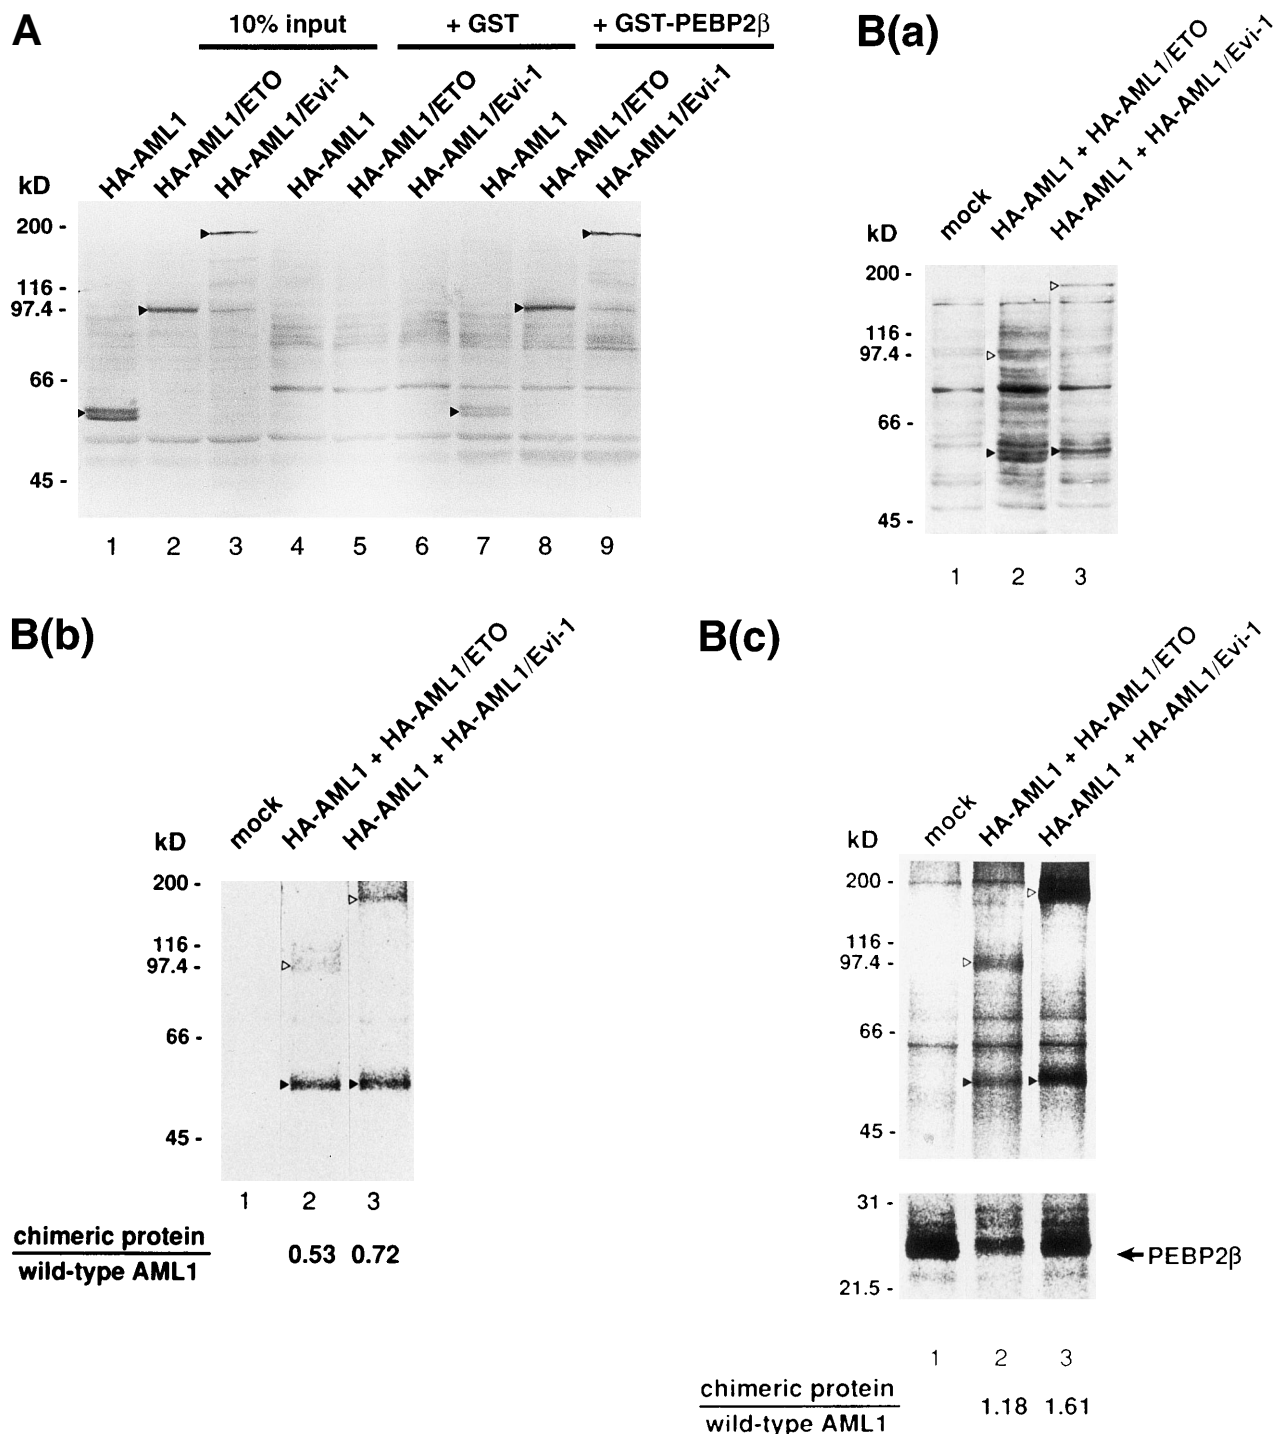 A
10% input
+ GST
+ GST-PEBP2β
HA-AML1
HA-AML1/ETO
HA-AML1/Evi-1
HA-AML1
HA-AML1/ETO
HA-AML1/Evi-1
HA-AML1
HA-AML1/ETO
HA-AML1/Evi-1
kD
200 -
116 -
97.4 -
66 -
45 -
1 2 3 4 5 6 7 8 9
B(a)
mock
HA-AML1 + HA-AML1/ETO
HA-AML1 + HA-AML1/Evi-1
kD
200 -
116 -
97.4 -
66 -
45 -
1 2 3
B(b)
mock
HA-AML1 + HA-AML1/ETO
HA-AML1 + HA-AML1/Evi-1
kD
200 -
116 -
97.4 -
66 -
45 -
1 2 3
chimeric protein
wild-type AML1
0.53 0.72
B(c)
mock
HA-AML1 + HA-AML1/ETO
HA-AML1 + HA-AML1/Evi-1
kD
200 -
116 -
97.4 -
66 -
45 -
31 -
PEBP2β
21.5 -
1 2 3
chimeric protein
wild-type AML1
1.18 1.61